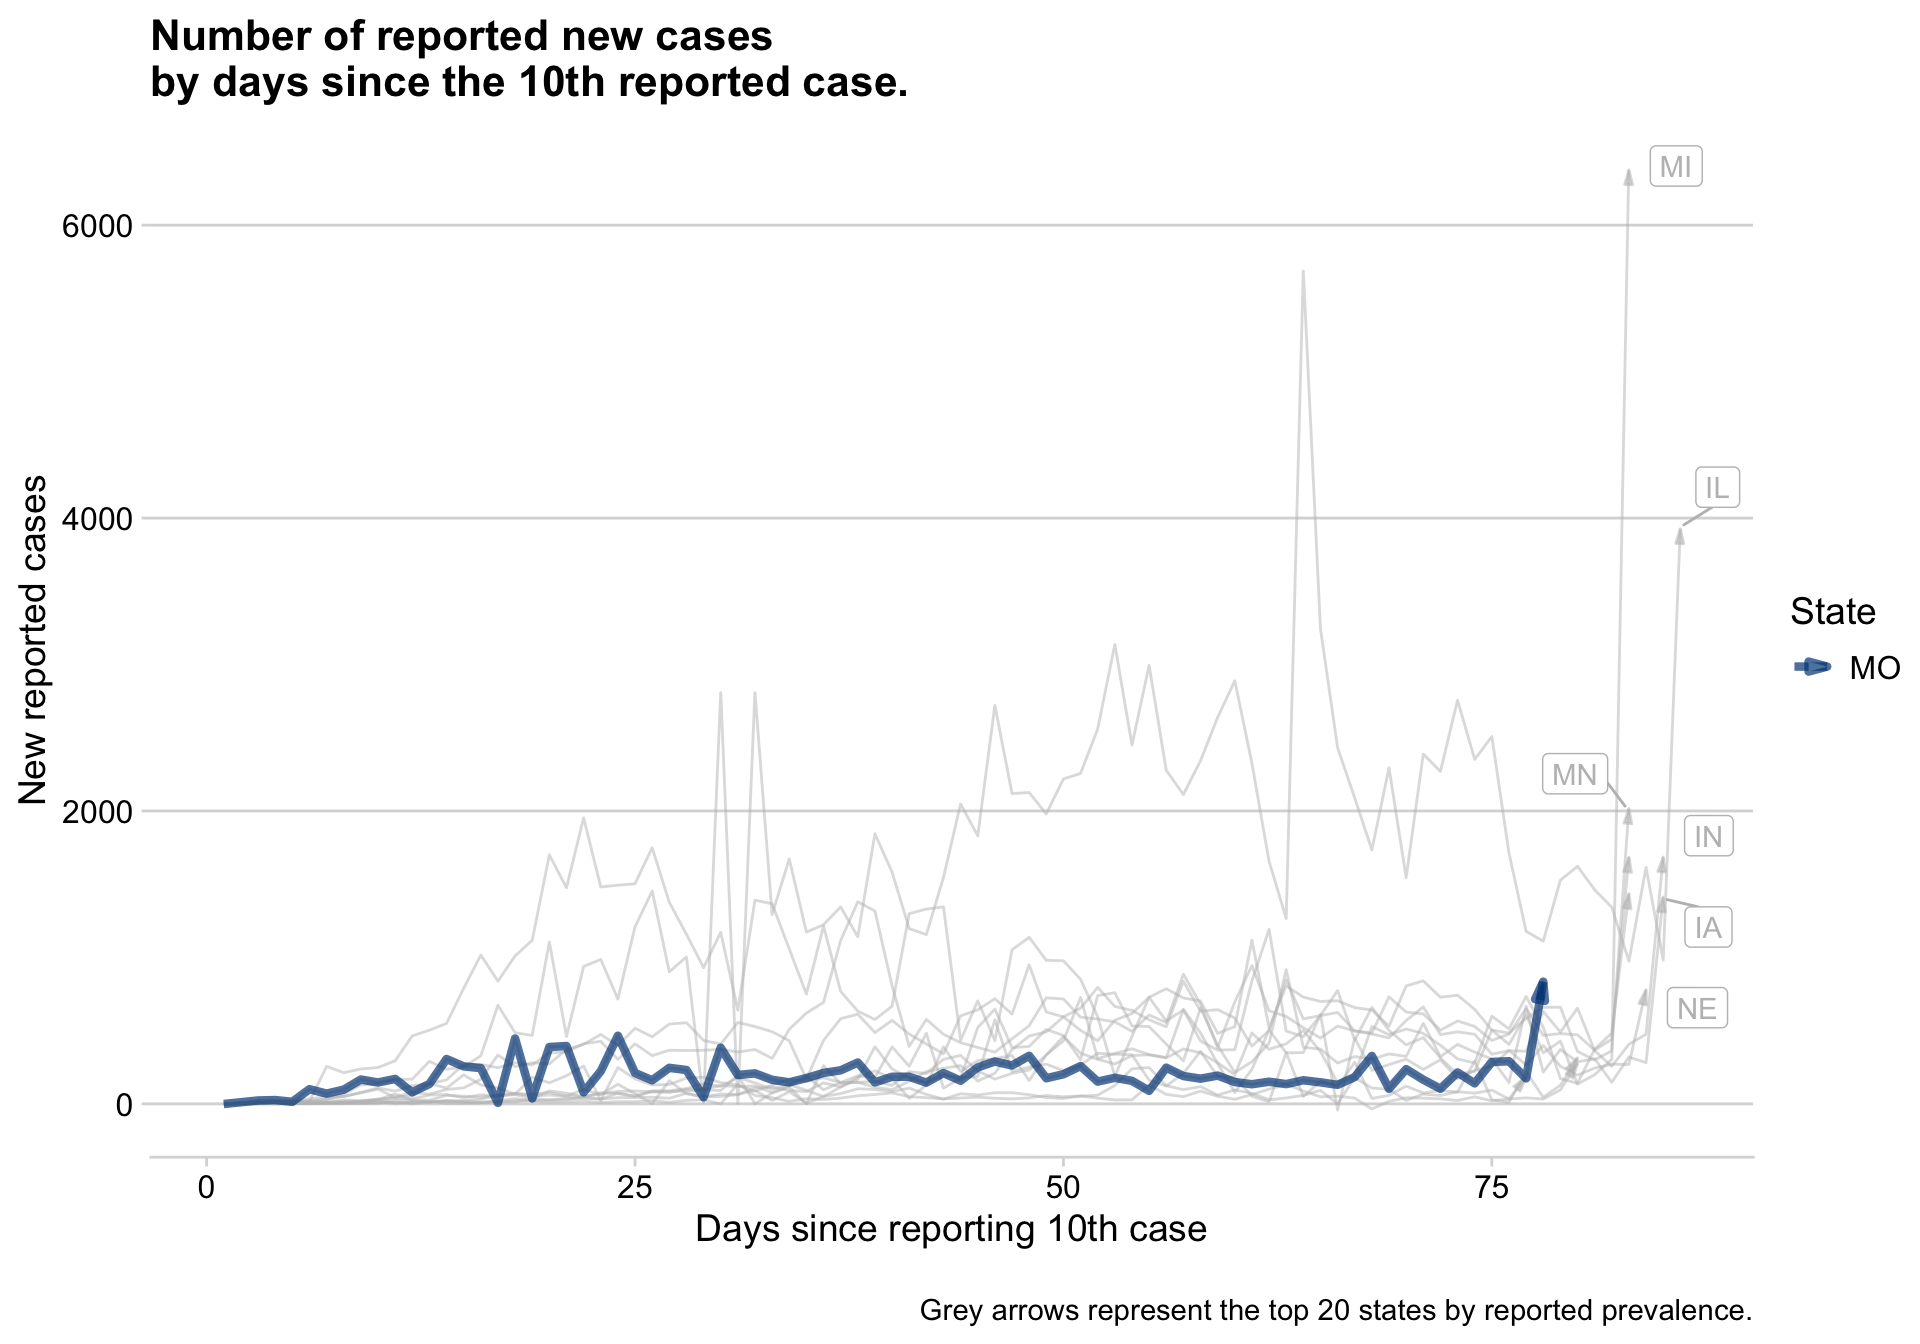 Number of reported new cases
by days since the 10th reported case.
MI
6000
IL
4000
New reported cases
State
MO
MN
2000
IN
IA
NE
0
0
25
50
75
Days since reporting 10th case
Grey arrows represent the top 20 states by reported prevalence.